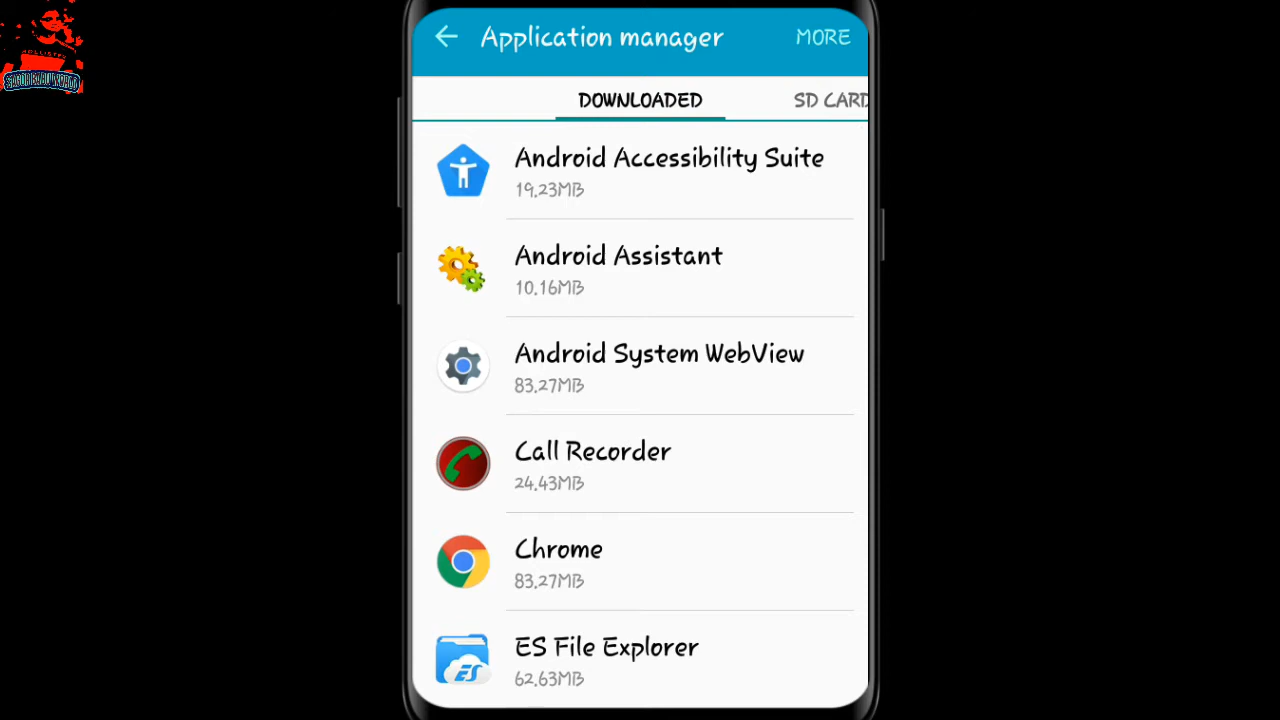 Application manager
MORE
DOWNLOADED
SD CARD
Android Accessibility Suite
19.23MB
Android Assistant
10.16MB
Android System WebView
83.27MB
Call Recorder
24.43MB
Chrome
83.27MB
ES File Explorer
62.63MB
ES